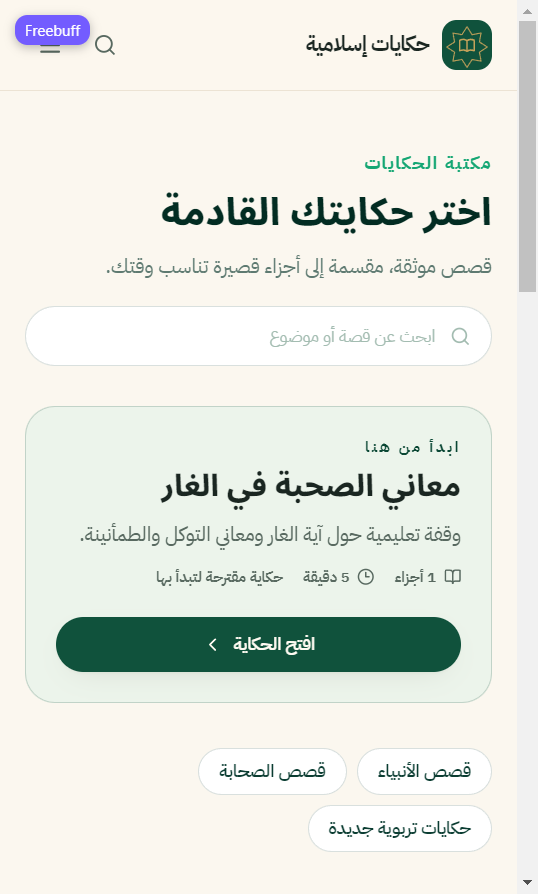 Freebuff
حكايات إسلامية
مكتبة الحكايات
اختر حكايتك القادمة
قصص موثقة، مقسمة إلى أجزاء قصيرة تناسب وقتك.
ابحث عن قصة أو موضوع
ابدأ من هنا
معاني الصحبة في الغار
وقفة تعليمية حول آية الغار ومعاني التوكل والطمأنينة.
1 أجزاء 5 دقيقة حكاية مقترحة لتبدأ بها
افتح الحكاية
قصص الأنبياء قصص الصحابة
حكايات تربوية جديدة